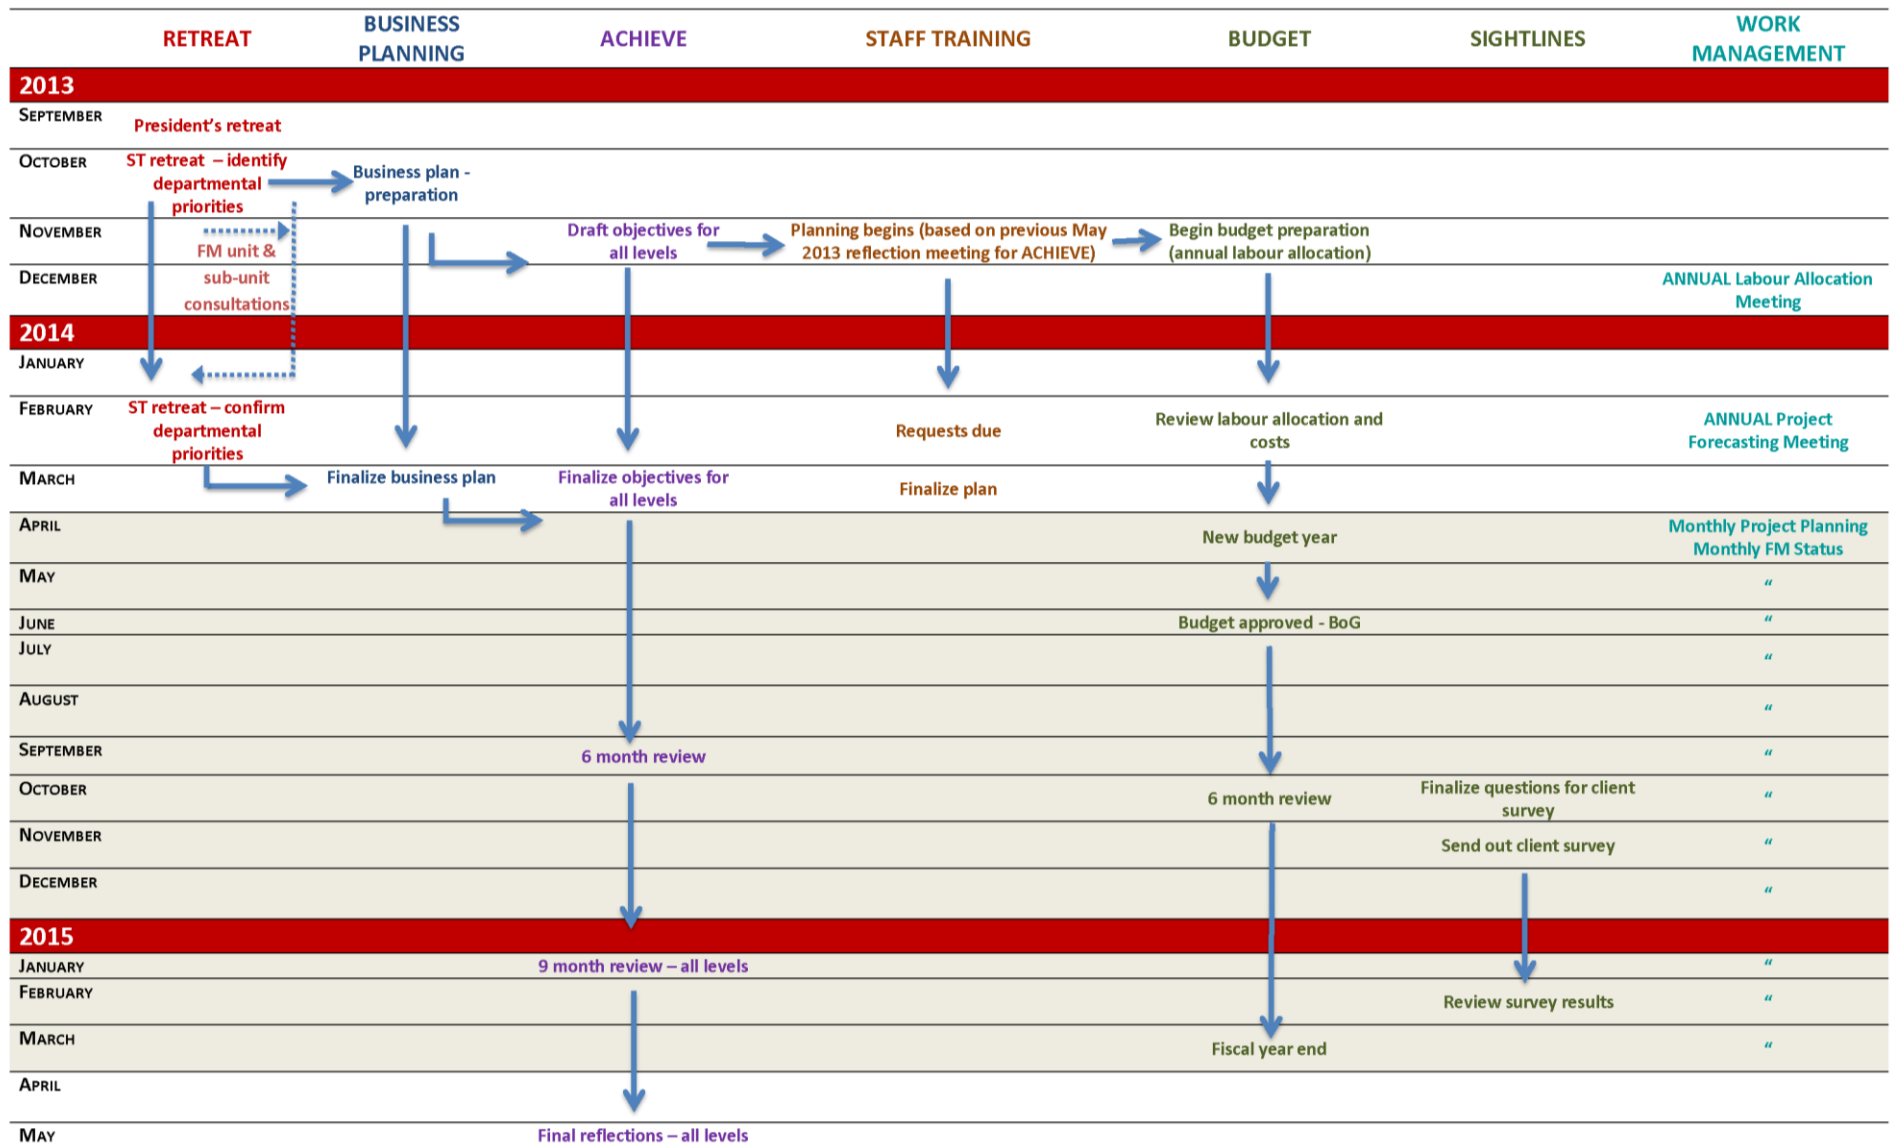 RETREAT
BUSINESS
PLANNING
ACHIEVE
STAFF TRAINING
BUDGET
SIGHTLINES
WORK
MANAGEMENT
2013
SEPTEMBER
President's retreat
OCTOBER
ST retreat – identify
departmental
priorities
Business plan -
preparation
NOVEMBER
FM unit &
sub-unit
consultations
Draft objectives for
all levels
Planning begins (based on previous May
2013 reflection meeting for ACHIEVE)
Begin budget preparation
(annual labour allocation)
DECEMBER
ANNUAL Labour Allocation
Meeting
2014
JANUARY
FEBRUARY
ST retreat – confirm
departmental
priorities
Requests due
Review labour allocation and
costs
ANNUAL Project
Forecasting Meeting
MARCH
Finalize business plan
Finalize objectives for
all levels
Finalize plan
APRIL
New budget year
Monthly Project Planning
Monthly FM Status
MAY
“
JUNE
Budget approved - BoG
“
JULY
“
AUGUST
“
SEPTEMBER
6 month review
“
OCTOBER
6 month review
Finalize questions for client
survey
“
NOVEMBER
Send out client survey
“
DECEMBER
“
2015
JANUARY
9 month review – all levels
“
FEBRUARY
Review survey results
“
MARCH
Fiscal year end
“
APRIL
MAY
Final reflections – all levels